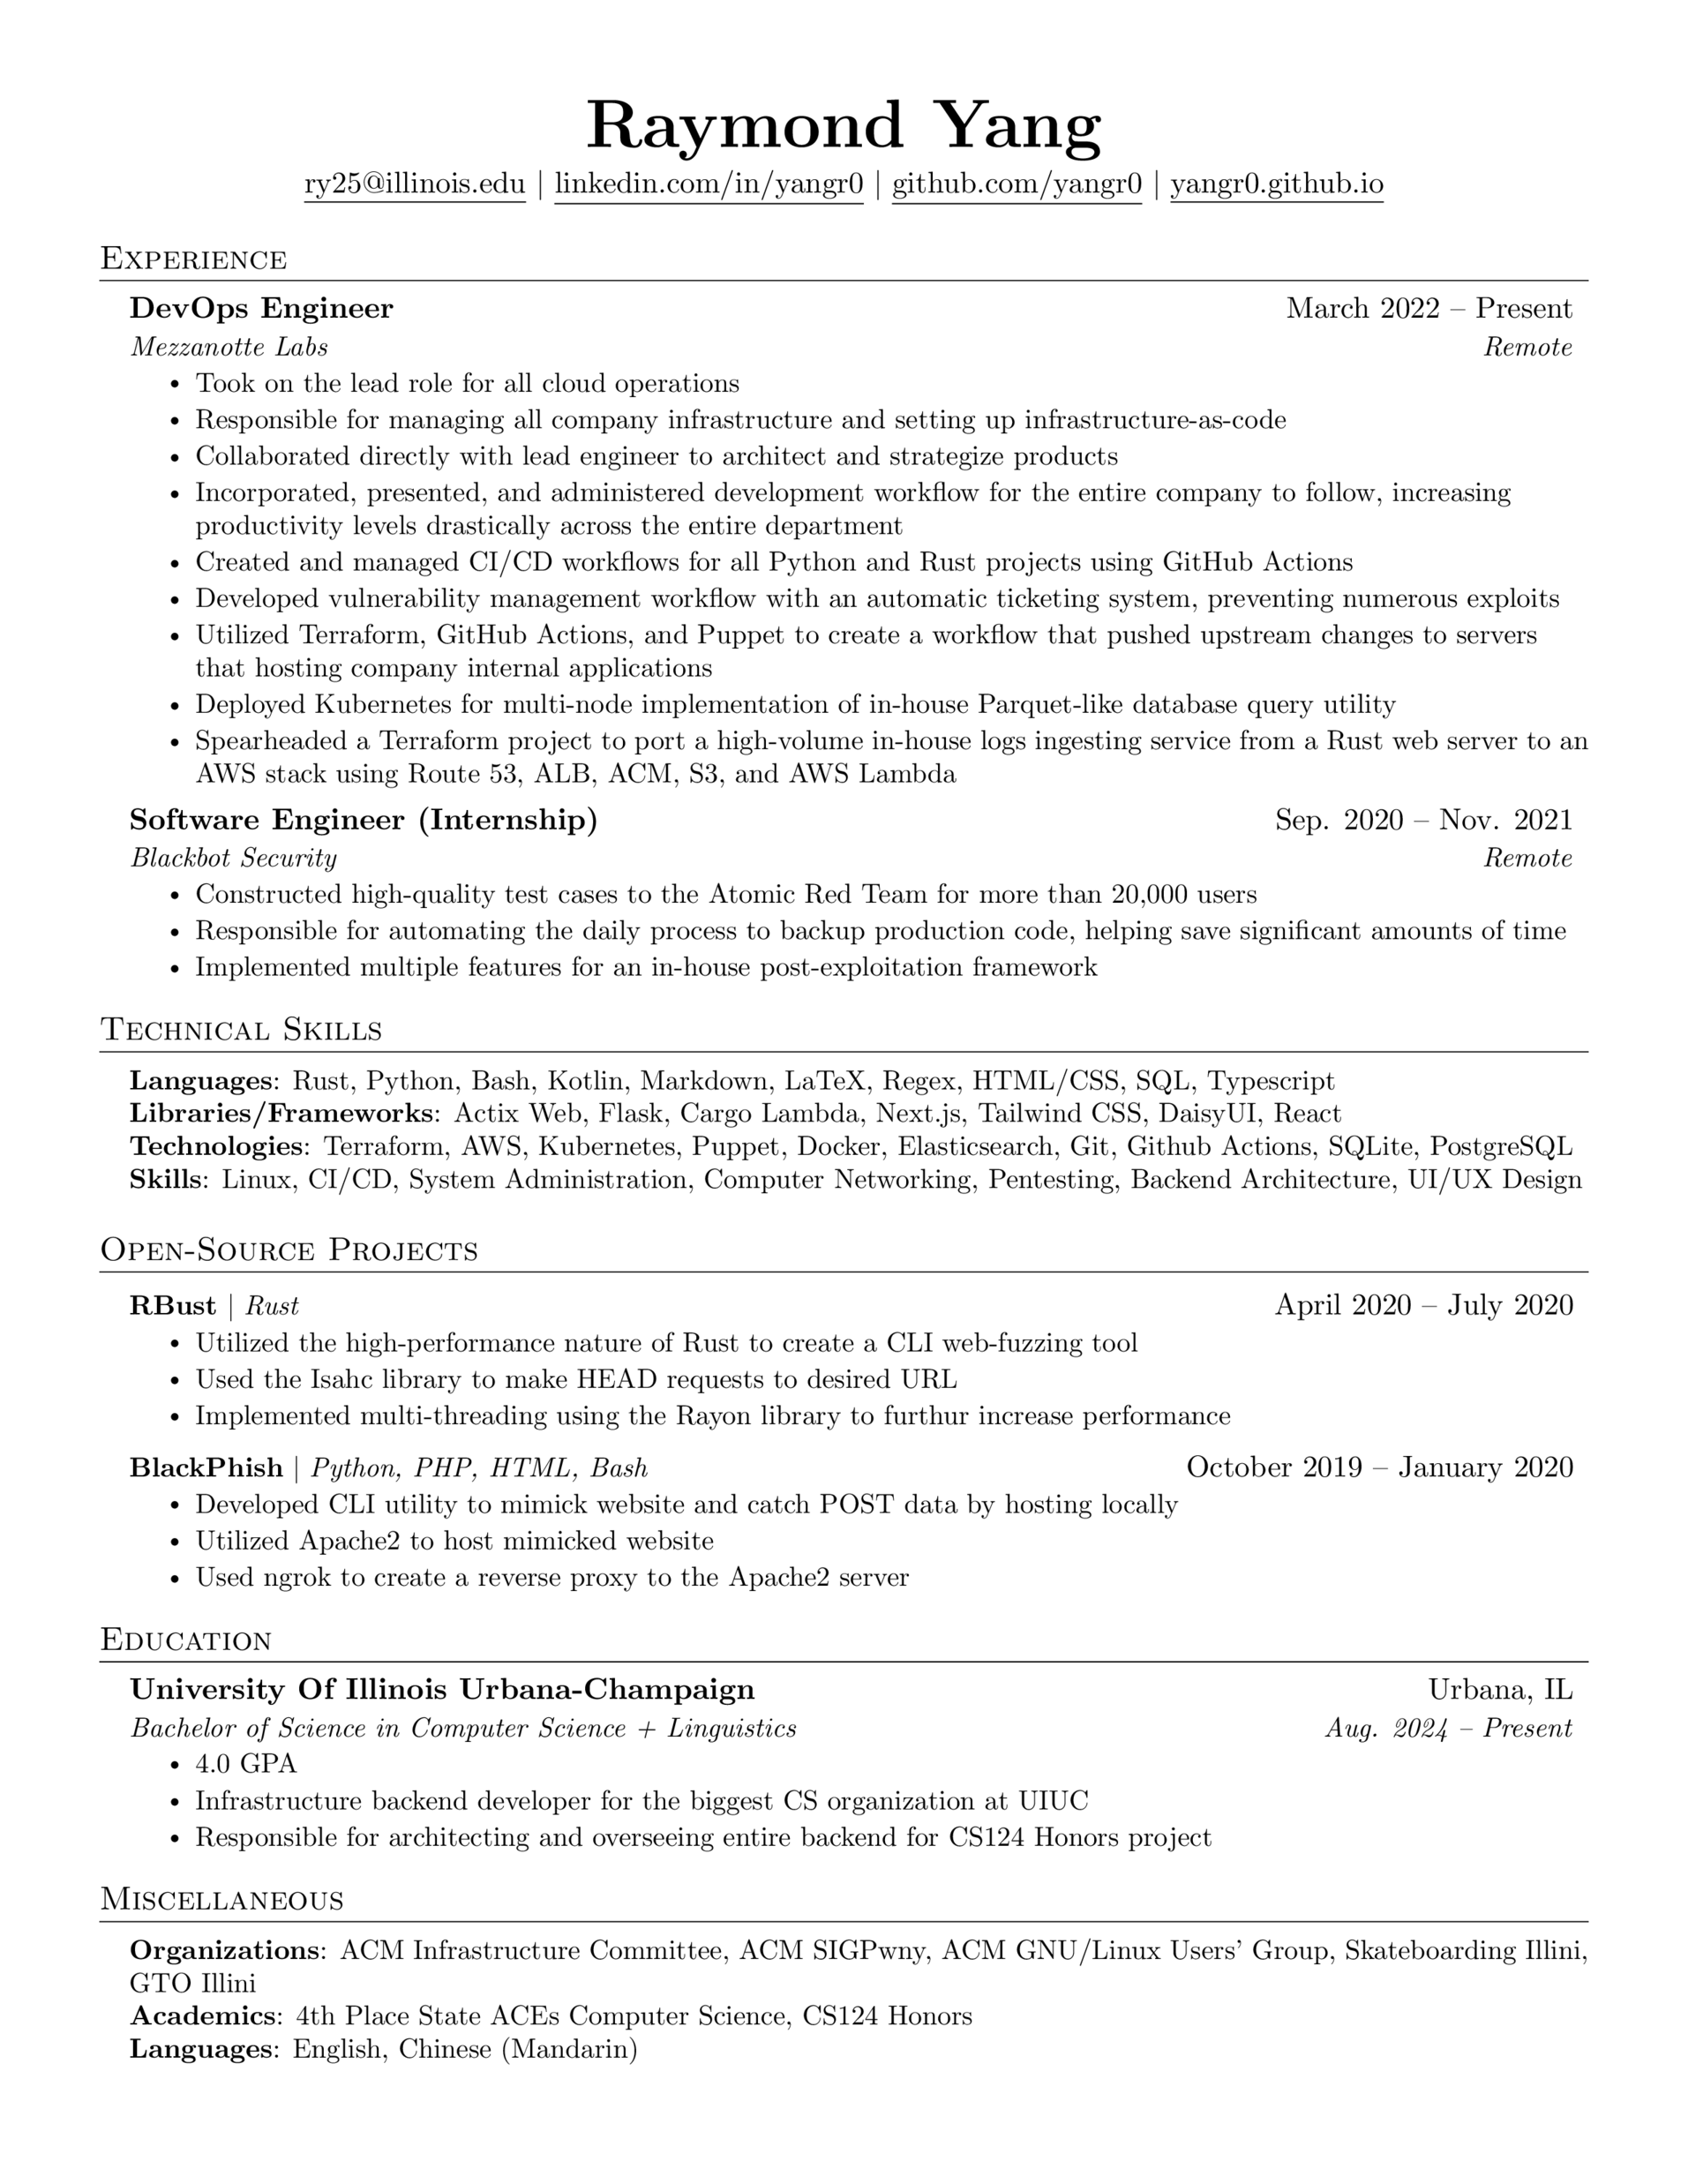 Raymond Yang
ry25@illinois.edu | linkedin.com/in/yangr0 | github.com/yangr0 | yangr0.github.io
Experience
DevOps Engineer March 2022 – Present
Mezzanotte Labs Remote
• Took on the lead role for all cloud operations
• Responsible for managing all company infrastructure and setting up infrastructure-as-code
• Collaborated directly with lead engineer to architect and strategize products
• Incorporated, presented, and administered development workflow for the entire company to follow, increasing
productivity levels drastically across the entire department
• Created and managed CI/CD workflows for all Python and Rust projects using GitHub Actions
• Developed vulnerability management workflow with an automatic ticketing system, preventing numerous exploits
• Utilized Terraform, GitHub Actions, and Puppet to create a workflow that pushed upstream changes to servers
that hosting company internal applications
• Deployed Kubernetes for multi-node implementation of in-house Parquet-like database query utility
• Spearheaded a Terraform project to port a high-volume in-house logs ingesting service from a Rust web server to an
AWS stack using Route 53, ALB, ACM, S3, and AWS Lambda
Software Engineer (Internship) Sep. 2020 – Nov. 2021
Blackbot Security Remote
• Constructed high-quality test cases to the Atomic Red Team for more than 20,000 users
• Responsible for automating the daily process to backup production code, helping save significant amounts of time
• Implemented multiple features for an in-house post-exploitation framework
Technical Skills
Languages: Rust, Python, Bash, Kotlin, Markdown, LaTeX, Regex, HTML/CSS, SQL, Typescript
Libraries/Frameworks: Actix Web, Flask, Cargo Lambda, Next.js, Tailwind CSS, DaisyUI, React
Technologies: Terraform, AWS, Kubernetes, Puppet, Docker, Elasticsearch, Git, Github Actions, SQLite, PostgreSQL
Skills: Linux, CI/CD, System Administration, Computer Networking, Pentesting, Backend Architecture, UI/UX Design
Open-Source Projects
RBust | Rust April 2020 – July 2020
• Utilized the high-performance nature of Rust to create a CLI web-fuzzing tool
• Used the Isahc library to make HEAD requests to desired URL
• Implemented multi-threading using the Rayon library to furthur increase performance
BlackPhish | Python, PHP, HTML, Bash October 2019 – January 2020
• Developed CLI utility to mimick website and catch POST data by hosting locally
• Utilized Apache2 to host mimicked website
• Used ngrok to create a reverse proxy to the Apache2 server
Education
University Of Illinois Urbana-Champaign Urbana, IL
Bachelor of Science in Computer Science + Linguistics Aug. 2024 – Present
• 4.0 GPA
• Infrastructure backend developer for the biggest CS organization at UIUC
• Responsible for architecting and overseeing entire backend for CS124 Honors project
Miscellaneous
Organizations: ACM Infrastructure Committee, ACM SIGPwny, ACM GNU/Linux Users' Group, Skateboarding Illini,
GTO Illini
Academics: 4th Place State ACEs Computer Science, CS124 Honors
Languages: English, Chinese (Mandarin)